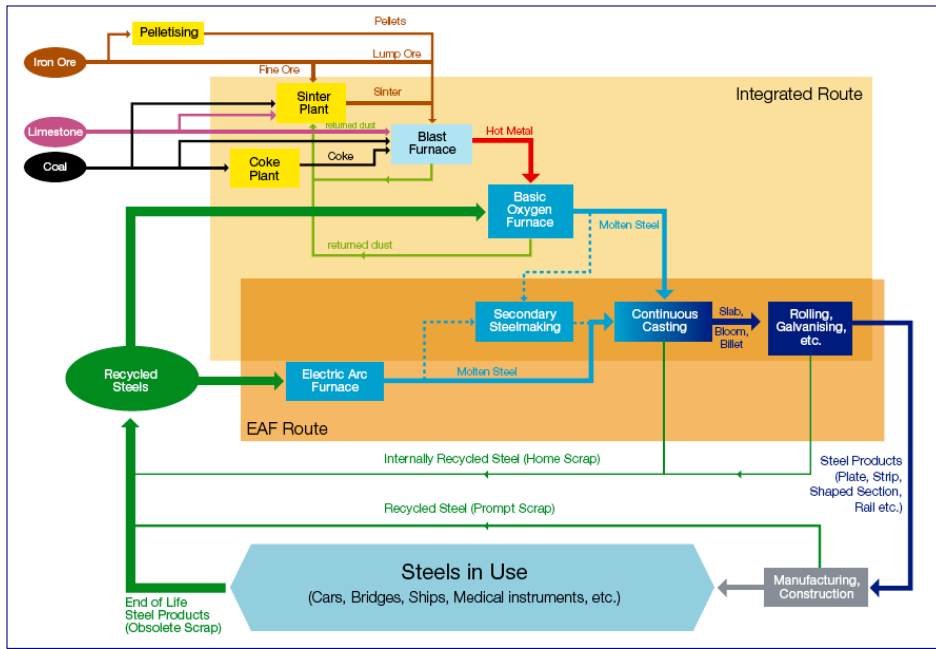 Pellets
Pelletising
Iron Ore
Lump Ore
Fine Ore
Sinter
Plant
Sinter
Integrated Route
Limestone
returned dust
Blast
Furnace
Hot Metal
Coal
Coke
Plant
Coke
Basic
Oxygen
Furnace
Molten Steel
returned dust
Secondary
Steelmaking
Continuous
Casting
Slab,
Bloom,
Billet
Rolling,
Galvanising,
etc.
Recycled
Steels
Electric Arc
Furnace
Molten Steel
EAF Route
Internally Recycled Steel (Home Scrap)
Steel Products
(Plate, Strip,
Shaped Section,
Rail etc.)
Recycled Steel (Prompt Scrap)
Steels in Use
(Cars, Bridges, Ships, Medical instruments, etc.)
Manufacturing,
Construction
End of Life
Steel Products
(Obsolete Scrap)